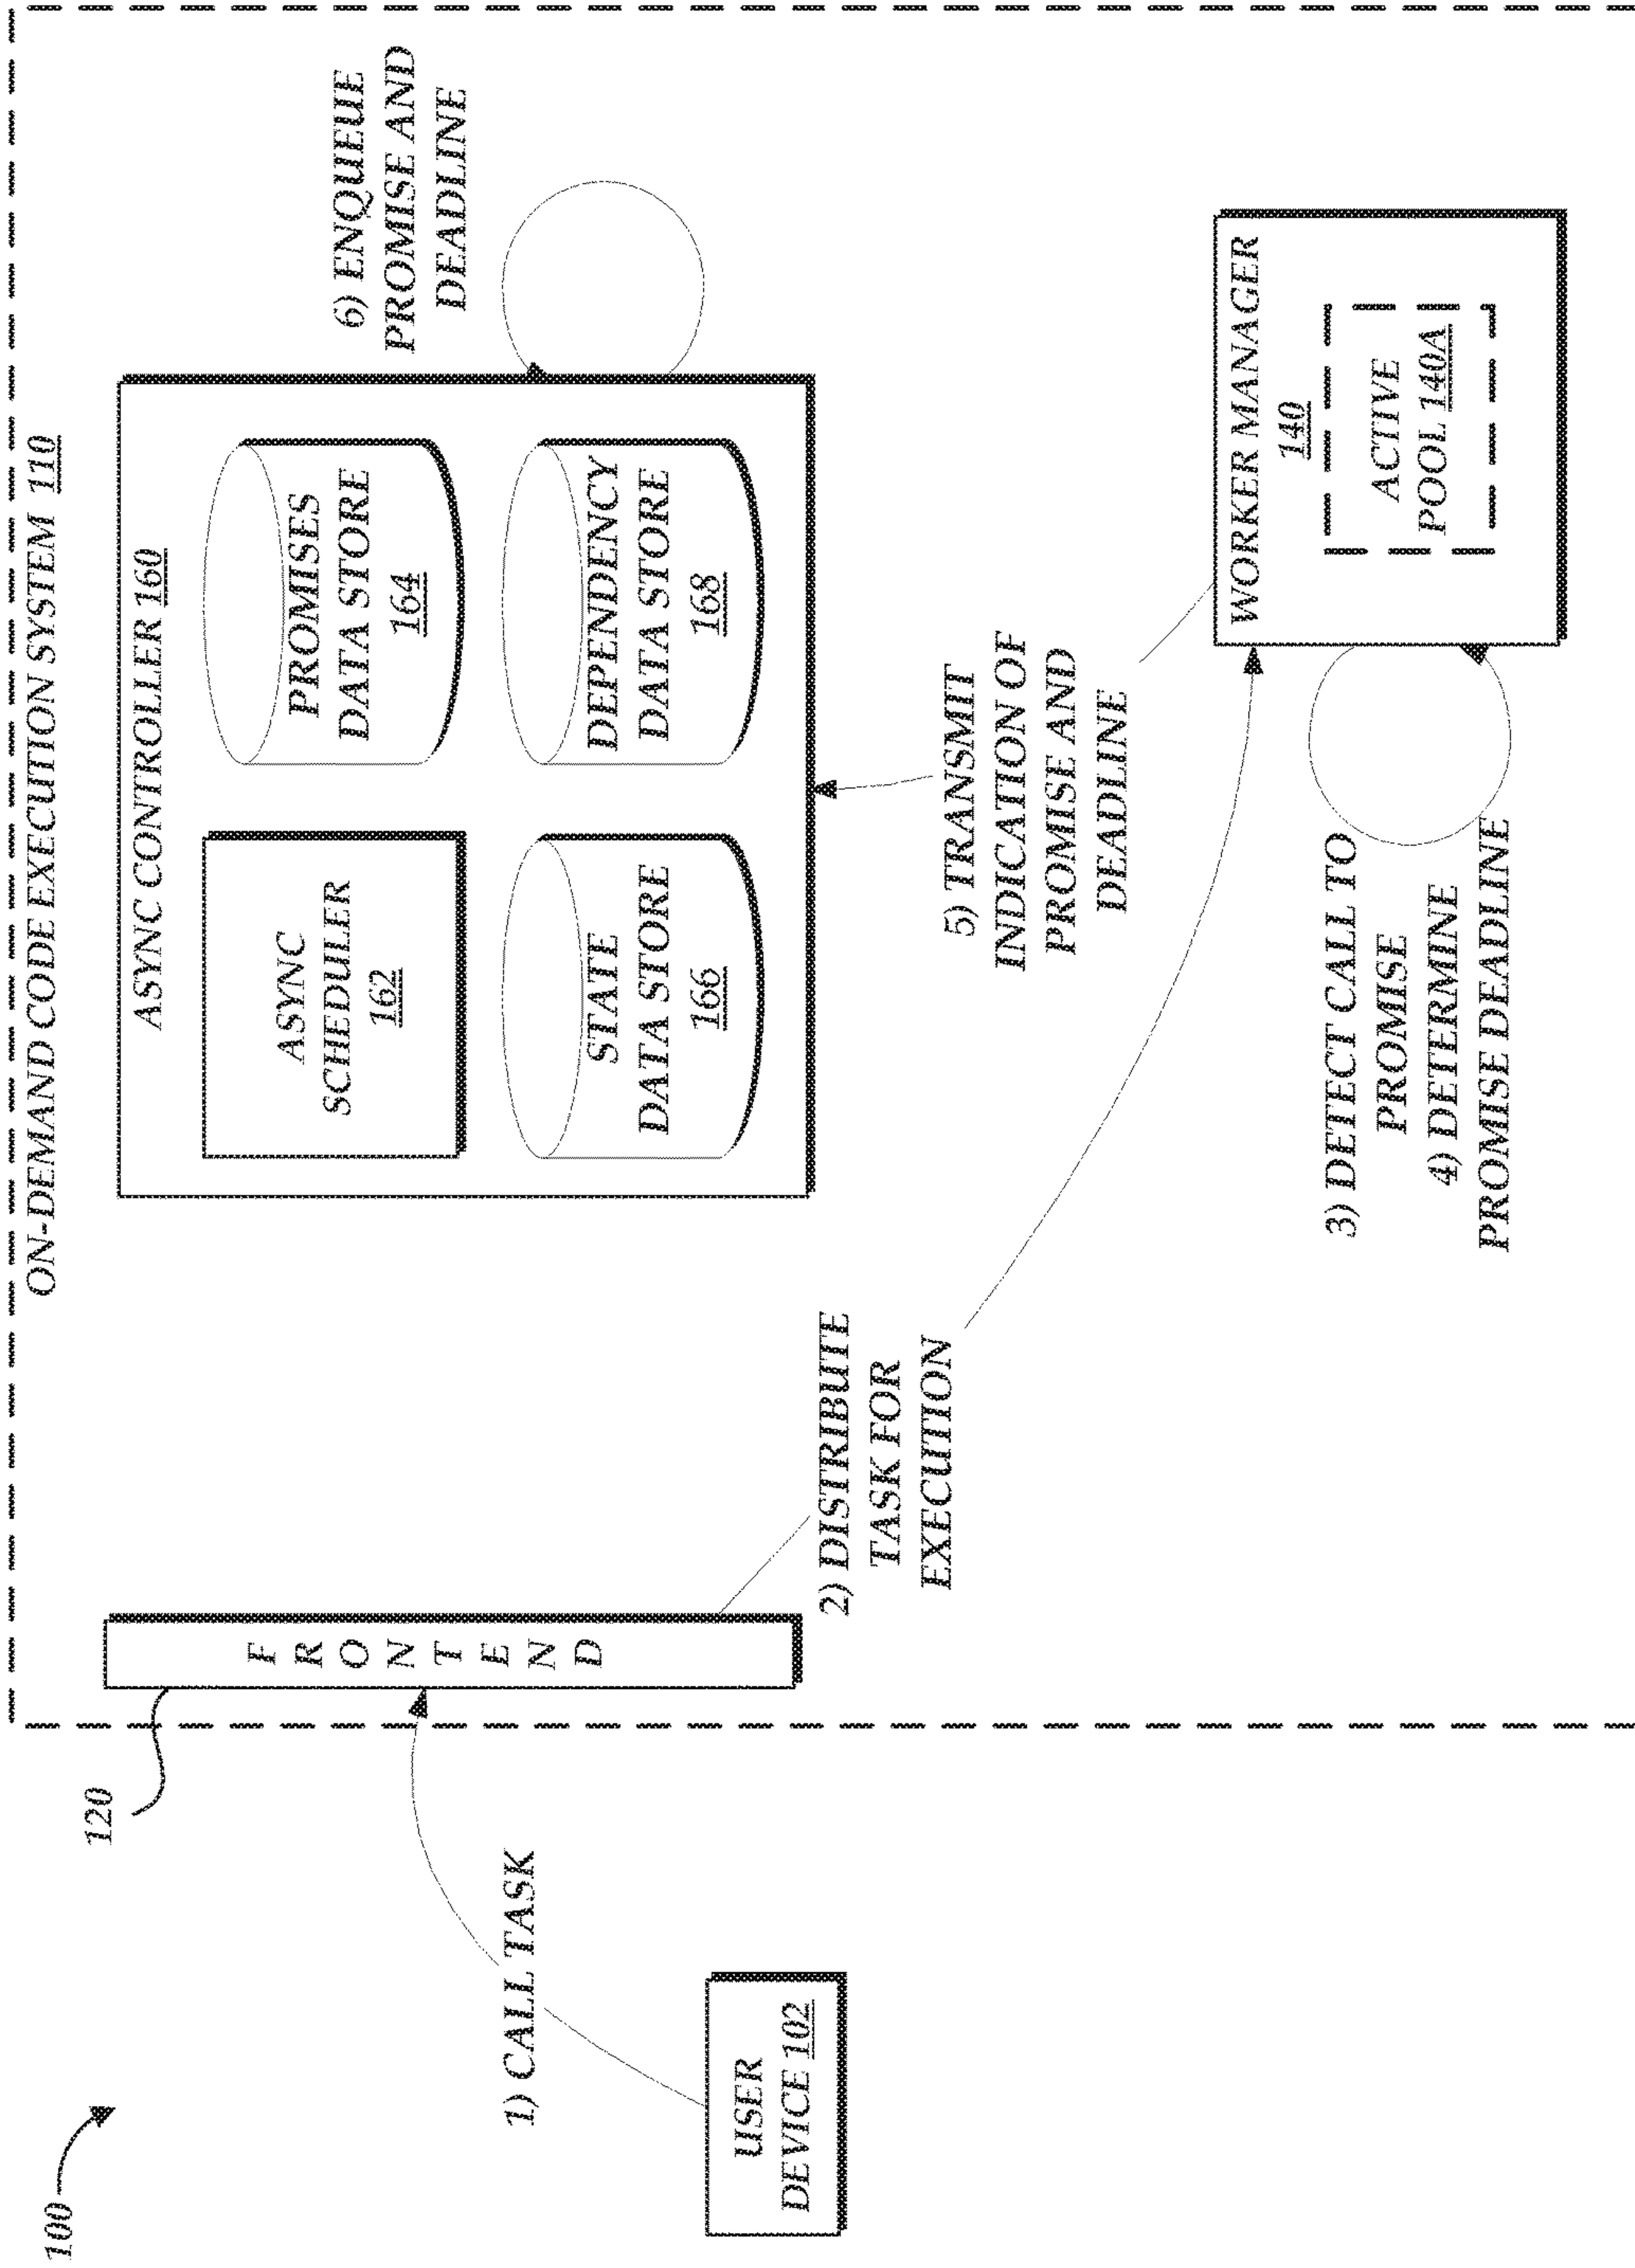 100
ON-DEMAND CODE EXECUTION SYSTEM 110
120
F
R
O
N
T
E
N
D
ASYNC CONTROLLER 160
ASYNC
SCHEDULER
162
PROMISES
DATA STORE
164
STATE
DATA STORE
166
DEPENDENCY
DATA STORE
168
6) ENQUEUE
PROMISE AND
DEADLINE
1) CALL TASK
USER
DEVICE 102
2) DISTRIBUTE
TASK FOR
EXECUTION
5) TRANSMIT
INDICATION OF
PROMISE AND
DEADLINE
3) DETECT CALL TO
PROMISE
4) DETERMINE
PROMISE DEADLINE
WORKER MANAGER
140
ACTIVE
POOL 140A